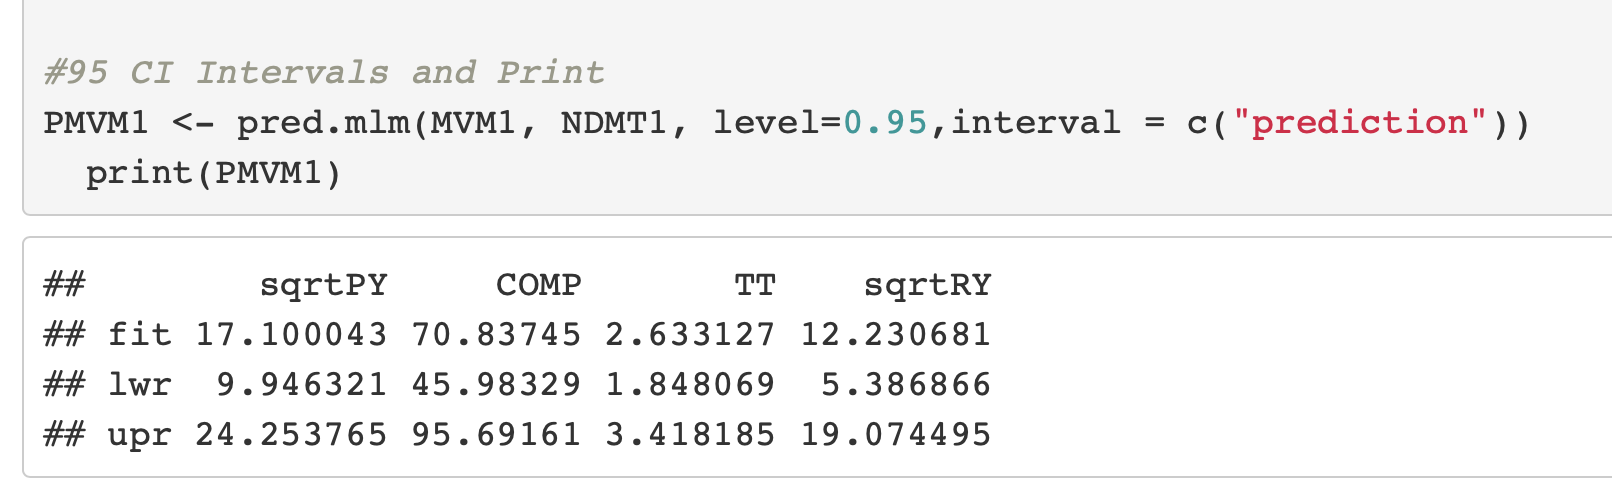 #95 CI Intervals and Print
PMVM1 <- pred.mlm(MVM1, NDMT1, level=0.95,interval = c("prediction"))
  print(PMVM1)
##        sqrtPY     COMP       TT    sqrtRY
## fit 17.100043 70.83745 2.633127 12.230681
## lwr  9.946321 45.98329 1.848069  5.386866
## upr 24.253765 95.69161 3.418185 19.074495